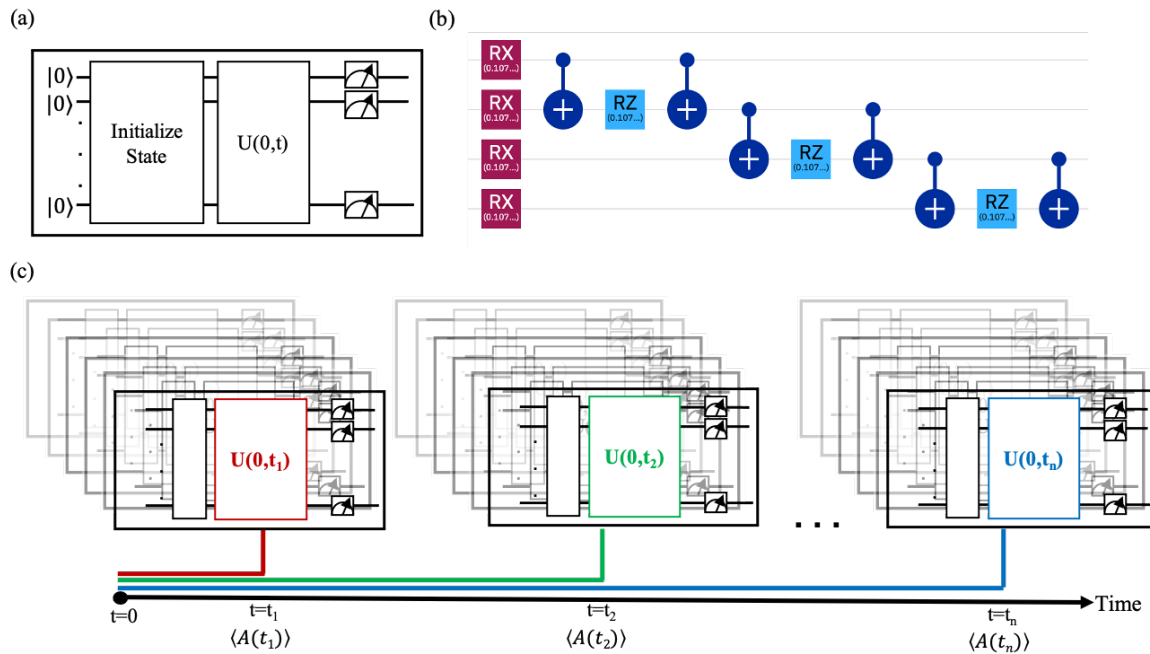 (a)
|0⟩
|0⟩
|0⟩
Initialize
State
U(0,t)
(b)
RX
(0.107...)
RX
(0.107...)
RX
(0.107...)
RX
(0.107...)
RZ
(0.107...)
RZ
(0.107...)
RZ
(0.107...)
(c)
U(0,t₁)
U(0,t₂)
U(0,tₙ)
. . .
t=0
t=t₁
t=t₂
t=tₙ
Time
⟨A(t₁)⟩
⟨A(t₂)⟩
⟨A(tₙ)⟩